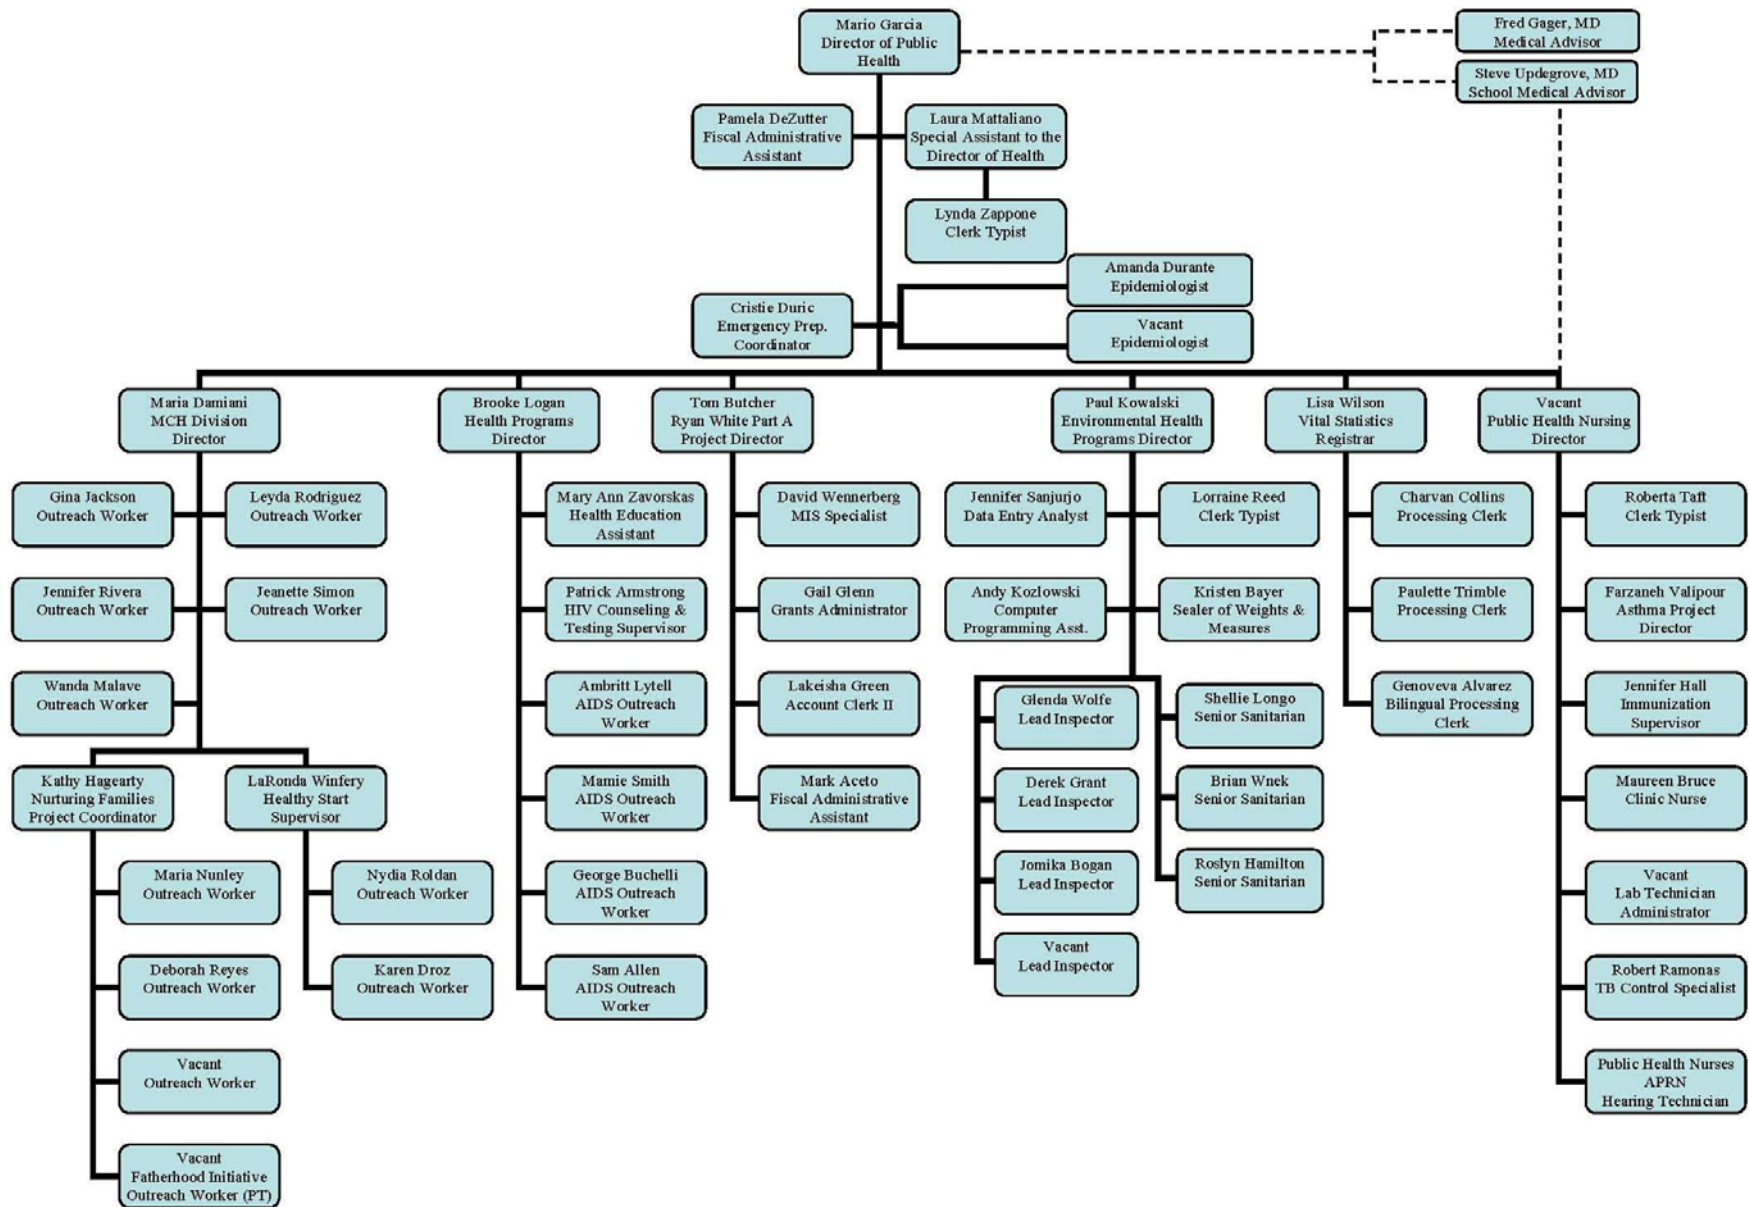 Mario Garcia
Director of Public
Health
Fred Gager, MD
Medical Advisor
Steve Updegrove, MD
School Medical Advisor
Pamela DeZutter
Fiscal Administrative
Assistant
Laura Mattaliano
Special Assistant to the
Director of Health
Lynda Zappone
Clerk Typist
Amanda Durante
Epidemiologist
Cristie Duric
Emergency Prep.
Coordinator
Vacant
Epidemiologist
Maria Damiani
MCH Division
Director
Brooke Logan
Health Programs
Director
Tom Butcher
Ryan White Part A
Project Director
Paul Kowalski
Environmental Health
Programs Director
Lisa Wilson
Vital Statistics
Registrar
Vacant
Public Health Nursing
Director
Gina Jackson
Outreach Worker
Leyda Rodriguez
Outreach Worker
Jennifer Rivera
Outreach Worker
Jeanette Simon
Outreach Worker
Wanda Malave
Outreach Worker
Kathy Hagearty
Nurturing Families
Project Coordinator
LaRonda Winfery
Healthy Start
Supervisor
Maria Nunley
Outreach Worker
Deborah Reyes
Outreach Worker
Vacant
Outreach Worker
Vacant
Fatherhood Initiative
Outreach Worker (PT)
Nydia Roldan
Outreach Worker
Karen Droz
Outreach Worker
Mary Ann Zavorskas
Health Education
Assistant
Patrick Armstrong
HIV Counseling &
Testing Supervisor
Ambritt Lytell
AIDS Outreach
Worker
Mamie Smith
AIDS Outreach
Worker
George Buchelli
AIDS Outreach
Worker
Sam Allen
AIDS Outreach
Worker
David Wennerberg
MIS Specialist
Gail Glenn
Grants Administrator
Lakeisha Green
Account Clerk II
Mark Aceto
Fiscal Administrative
Assistant
Jennifer Sanjurjo
Data Entry Analyst
Lorraine Reed
Clerk Typist
Andy Kozlowski
Computer
Programming Asst.
Kristen Bayer
Sealer of Weights &
Measures
Glenda Wolfe
Lead Inspector
Derek Grant
Lead Inspector
Jomika Bogan
Lead Inspector
Vacant
Lead Inspector
Shellie Longo
Senior Sanitarian
Brian Wnek
Senior Sanitarian
Roslyn Hamilton
Senior Sanitarian
Charvan Collins
Processing Clerk
Paulette Trimble
Processing Clerk
Genoveva Alvarez
Bilingual Processing
Clerk
Roberta Taft
Clerk Typist
Farzaneh Valipour
Asthma Project
Director
Jennifer Hall
Immunization
Supervisor
Maureen Bruce
Clinic Nurse
Vacant
Lab Technician
Administrator
Robert Ramonas
TB Control Specialist
Public Health Nurses
APRN
Hearing Technician